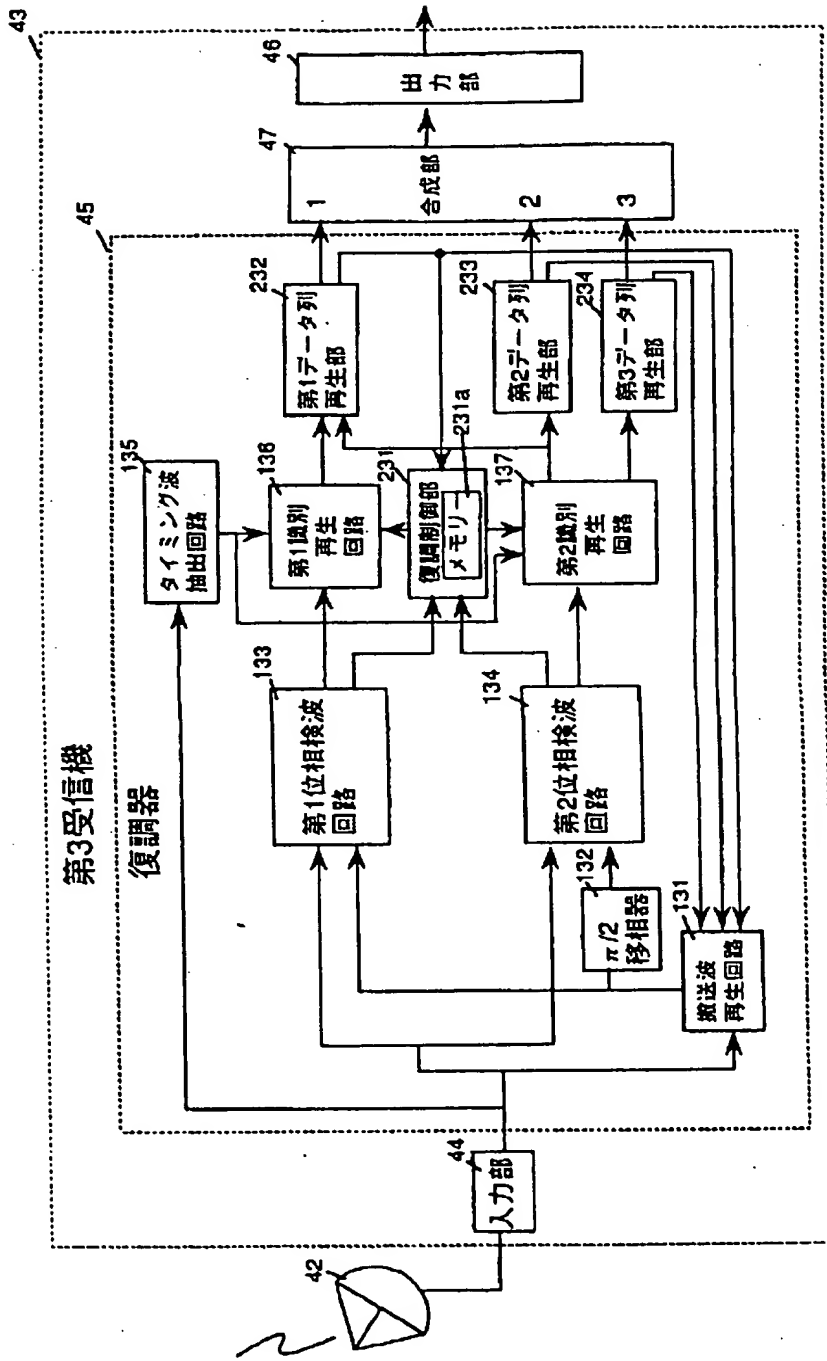 43
第3受信機
45
復調器
42
44
入力部
135
タイミング波
抽出回路
133
第1位相検波
回路
134
第2位相検波
回路
132
π/2
移相器
131
搬送波
再生回路
136
第1識別
再生
回路
231
復調制御部
231a
メモリー
137
第2識別
再生
回路
232
第1データ列
再生部
233
第2データ列
再生部
234
第3データ列
再生部
47
合成部
1
2
3
46
出力部